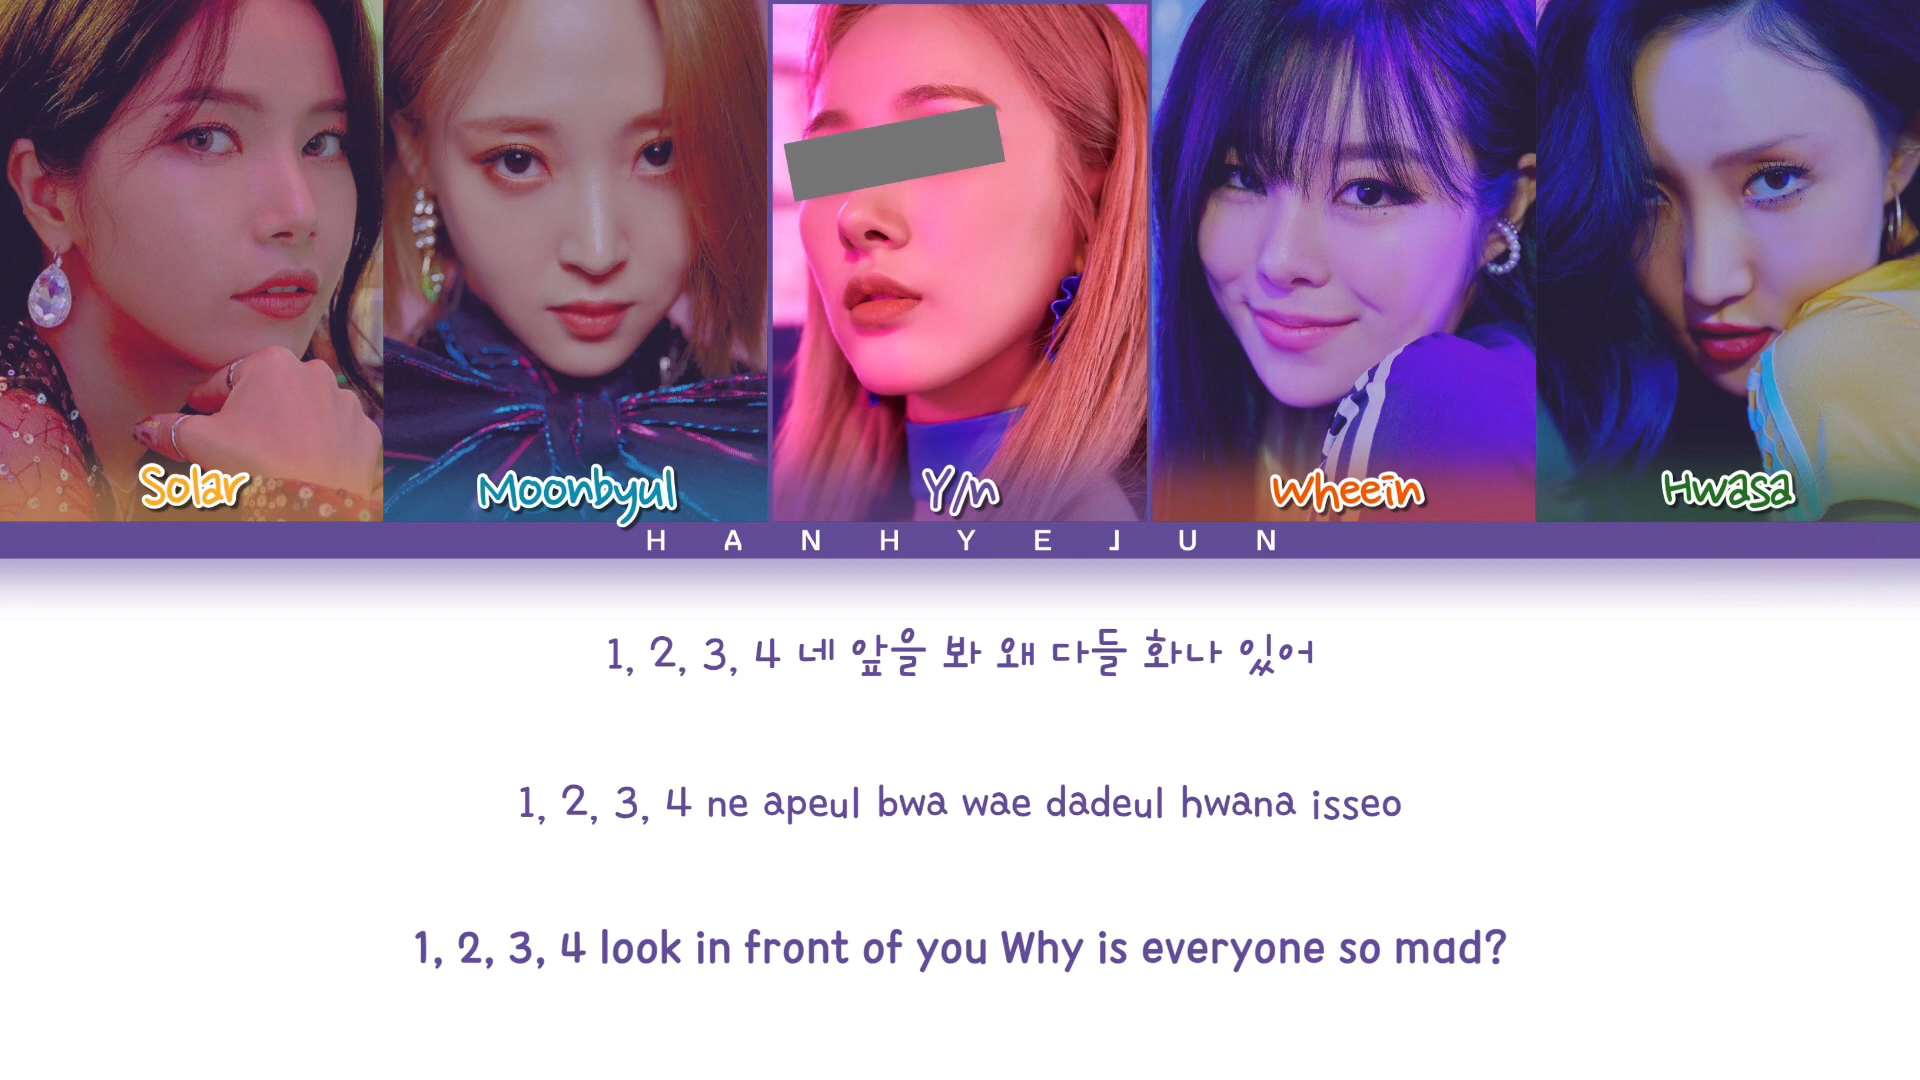 Solar
Moonbyul
Y/n
Wheein
Hwasa
HANHYEJUN
1, 2, 3, 4 네 앞을 봐 왜 다들 화나 있어
1, 2, 3, 4 ne apeul bwa wae dadeul hwana isseo
1, 2, 3, 4 look in front of you Why is everyone so mad?